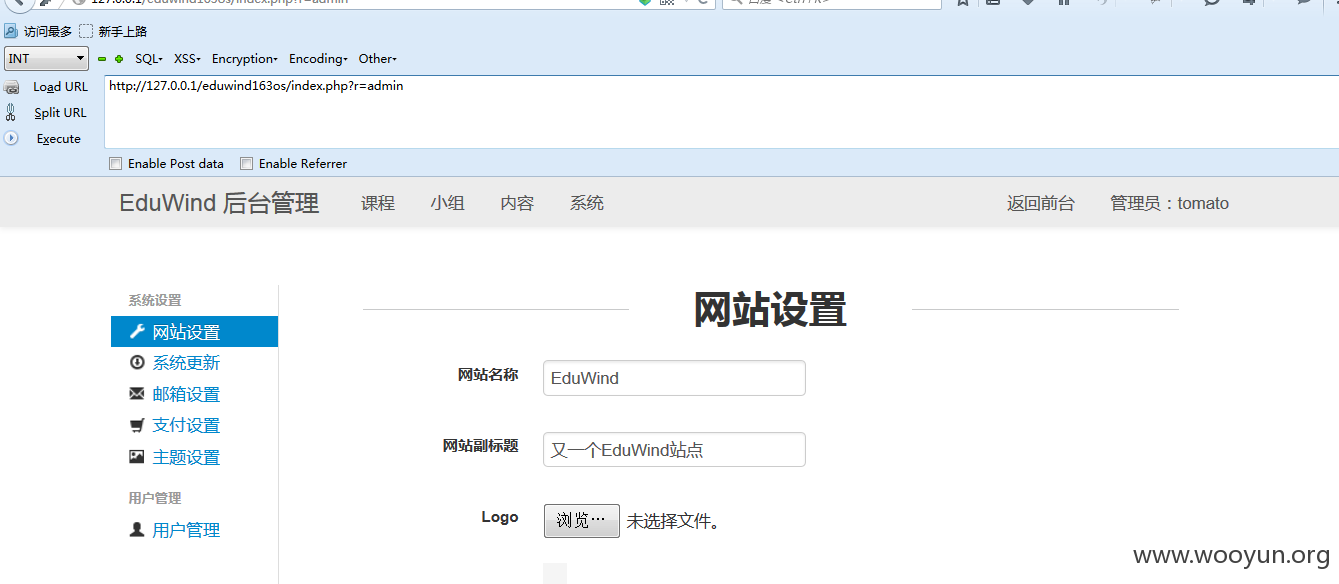 127.0.0.1/eduwind163os/index.php?r=admin
访问最多 新手上路
INT SQL XSS Encryption Encoding Other
Load URL http://127.0.0.1/eduwind163os/index.php?r=admin
Split URL
Execute
Enable Post data Enable Referrer
EduWind 后台管理 课程 小组 内容 系统 返回前台 管理员：tomato
系统设置
网站设置
系统更新
邮箱设置
支付设置
主题设置
用户管理
用户管理
网站设置
网站名称 EduWind
网站副标题 又一个EduWind站点
Logo 浏览… 未选择文件。
www.wooyun.org